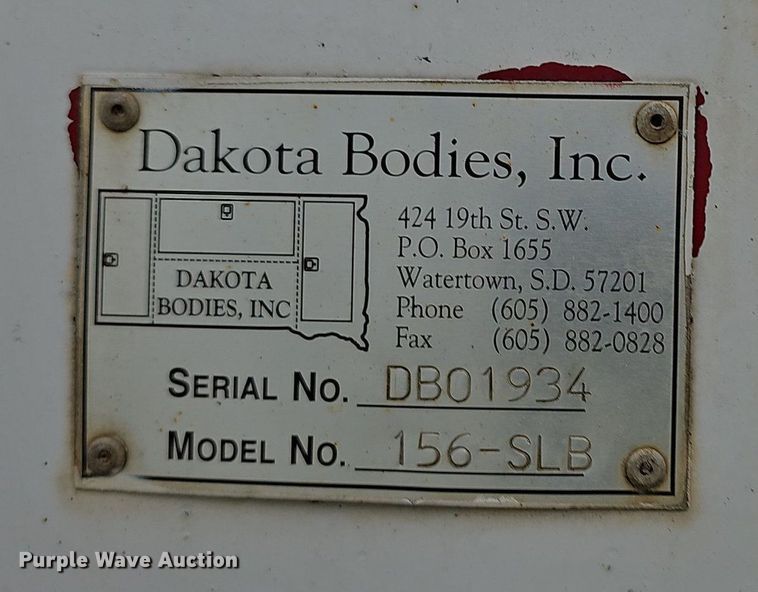 Dakota Bodies, Inc.
DAKOTA
BODIES, INC
424 19th St. S.W.
P.O. Box 1655
Watertown, S.D. 57201
Phone (605) 882-1400
Fax (605) 882-0828
SERIAL NO. DB01934
MODEL NO. 156-SLB
Purple Wave Auction